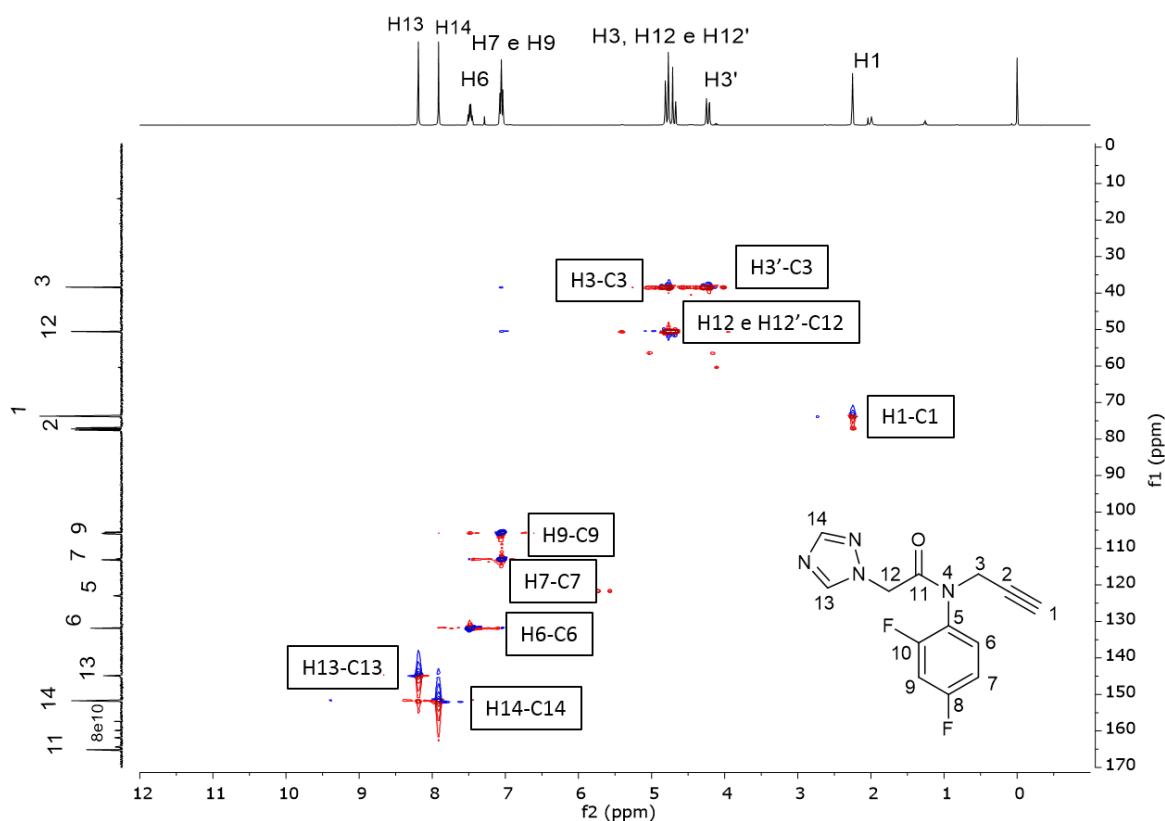 H13
H14
H7 e H9
H6
H3, H12 e H12'
H3'
H1
0
10
20
30
40
50
60
70
80
90
100
110
120
130
140
150
160
170
f1 (ppm)
3
12
1
2
9
7
5
6
13
14
8e10
11
H3-C3
H3’-C3
H12 e H12’-C12
H1-C1
H9-C9
H7-C7
H6-C6
H13-C13
H14-C14
14
N
O
3
N
N
12
4
2
13
11
N
1
5
F
6
10
9
7
8
F
12 11 10 9 8 7 6 5 4 3 2 1 0
f2 (ppm)